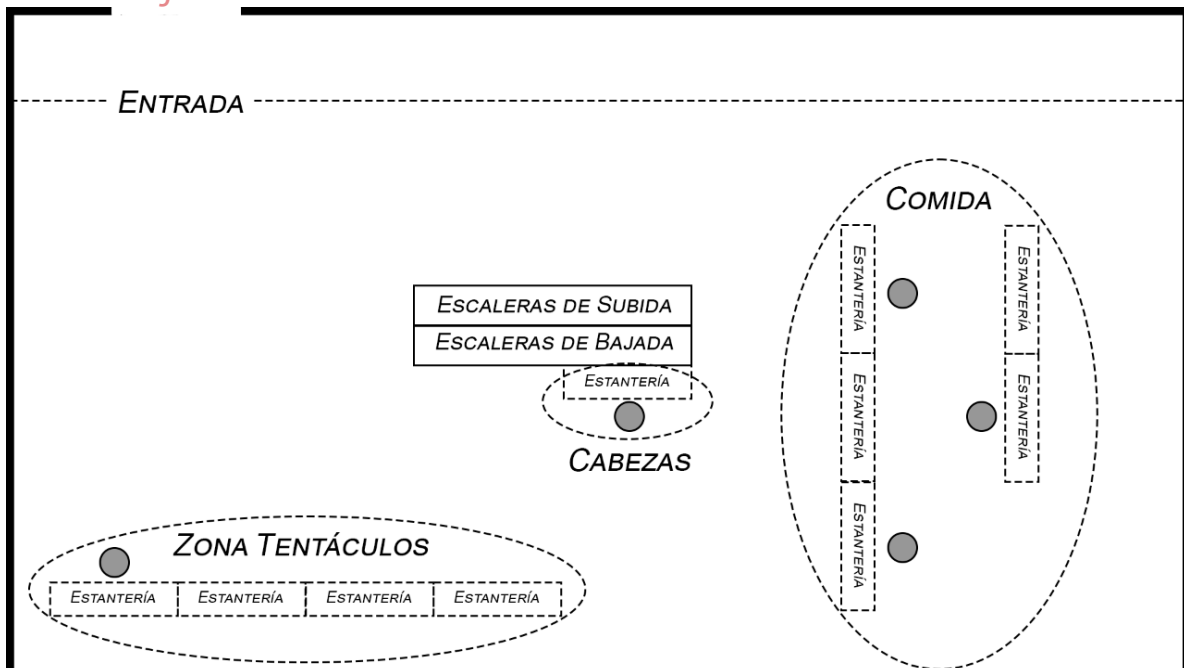 ENTRADA
COMIDA
ESTANTERÍA
ESTANTERÍA
ESTANTERÍA
ESTANTERÍA
ESTANTERÍA
ESCALERAS DE SUBIDA
ESCALERAS DE BAJADA
ESTANTERÍA
CABEZAS
ZONA TENTÁCULOS
ESTANTERÍA ESTANTERÍA ESTANTERÍA ESTANTERÍA